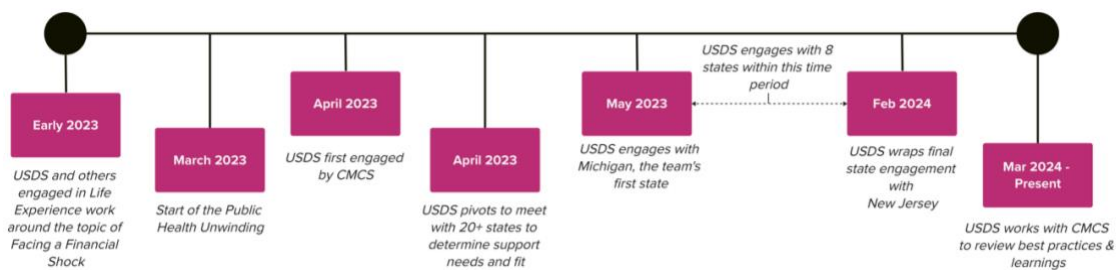 Early 2023
USDS and others
engaged in Life
Experience work
around the topic of
Facing a Financial
Shock
March 2023
Start of the Public
Health Unwinding
April 2023
USDS first engaged
by CMCS
April 2023
USDS pivots to meet
with 20+ states to
determine support
needs and fit
May 2023
USDS engages with
Michigan, the team's
first state
USDS engages with 8
states within this time
period
Feb 2024
USDS wraps final
state engagement
with
New Jersey
Mar 2024 -
Present
USDS works with CMCS
to review best practices &
learnings